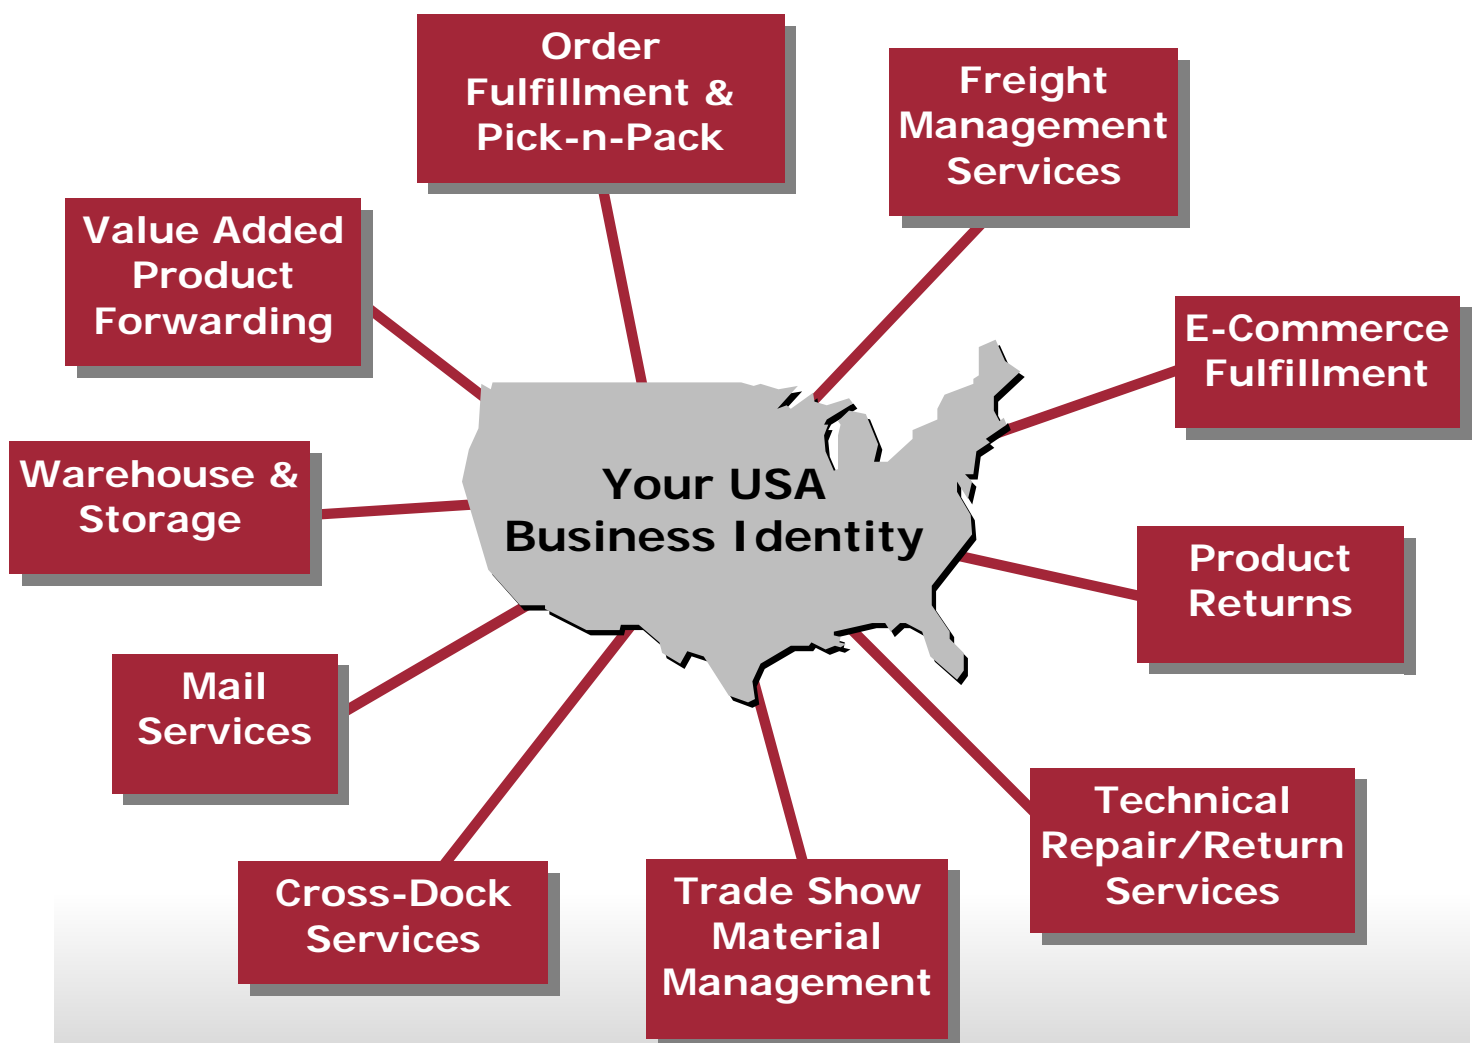 Order
Fulfillment &
Pick-n-Pack
Freight
Management
Services
Value Added
Product
Forwarding
E-Commerce
Fulfillment
Warehouse &
Storage
Your USA
Business Identity
Product
Returns
Mail
Services
Technical
Repair/Return
Services
Cross-Dock
Services
Trade Show
Material
Management